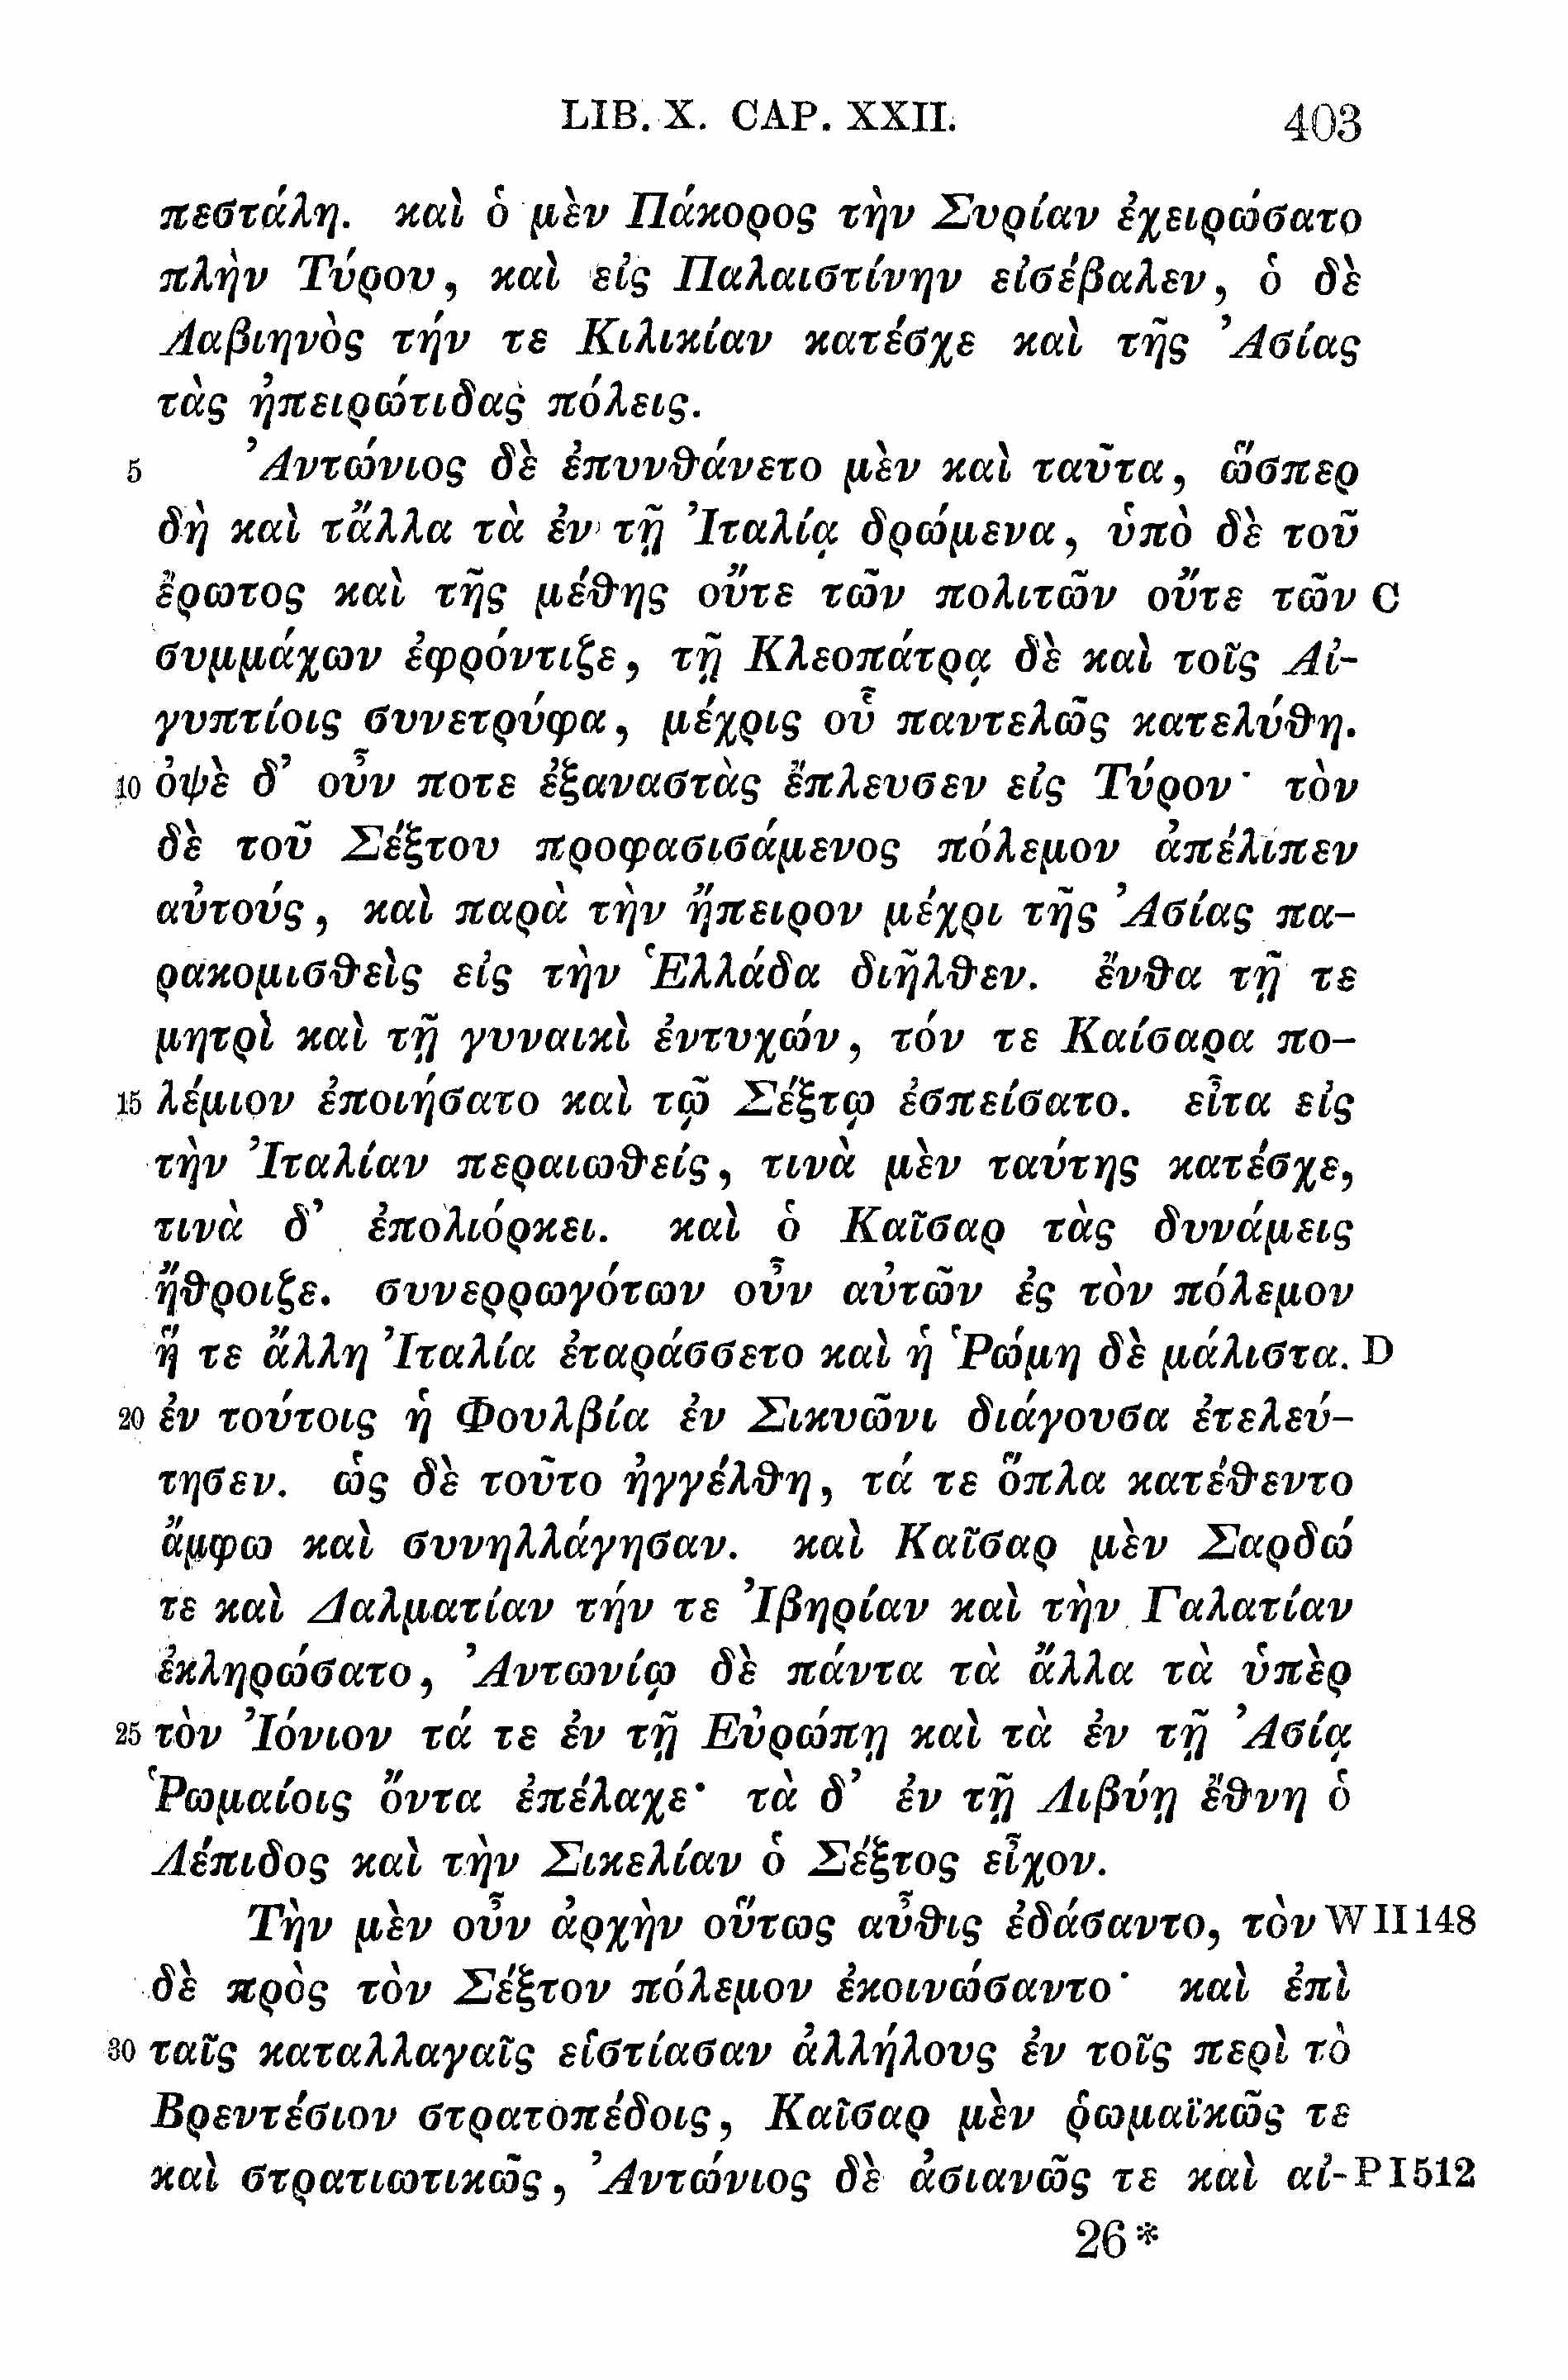 LIB. X. CAP. XXII. 403
πεστάλη. καὶ ὁ μὲν Πάκορος τὴν Συρίαν ἐχειρώσατο
πλὴν Τύρου, καὶ εἰς Παλαιστίνην εἰσέβαλεν, ὁ δὲ
Λαβιηνὸς τήν τε Κιλικίαν κατέσχε καὶ τῆς Ἀσίας
τὰς ἠπειρώτιδας πόλεις.
5 Ἀντώνιος δὲ ἐπυνθάνετο μὲν καὶ ταῦτα, ὥσπερ
δὴ καὶ τἄλλα τὰ ἐν τῇ Ἰταλίᾳ δρώμενα, ὑπὸ δὲ τοῦ
ἔρωτος καὶ τῆς μέθης οὔτε τῶν πολιτῶν οὔτε τῶν C
συμμάχων ἐφρόντιζε, τῇ Κλεοπάτρᾳ δὲ καὶ τοῖς Αἰ-
γυπτίοις συνετρύφα, μέχρις οὗ παντελῶς κατελύθη.
10 ὀψὲ δ’ οὖν ποτε ἐξαναστὰς ἔπλευσεν εἰς Τύρον· τὸν
δὲ τοῦ Σέξτου προφασισάμενος πόλεμον ἀπέλιπεν
αὐτούς, καὶ παρὰ τὴν ἤπειρον μέχρι τῆς Ἀσίας πα-
ρακομισθεὶς εἰς τὴν Ἑλλάδα διῆλθεν. ἔνθα τῇ τε
μητρὶ καὶ τῇ γυναικὶ ἐντυχών, τόν τε Καίσαρα πο-
15 λέμιον ἐποιήσατο καὶ τῷ Σέξτῳ ἐσπείσατο. εἶτα εἰς
τὴν Ἰταλίαν περαιωθείς, τινὰ μὲν ταύτης κατέσχε,
τινὰ δ’ ἐπολιόρκει. καὶ ὁ Καῖσαρ τὰς δυνάμεις
ἤθροιζε. συνερρωγότων οὖν αὐτῶν ἐς τὸν πόλεμον
ἥ τε ἄλλη Ἰταλία ἐταράσσετο καὶ ἡ Ῥώμη δὲ μάλιστα. D
20 ἐν τούτοις ἡ Φουλβία ἐν Σικυῶνι διάγουσα ἐτελεύ-
τησεν. ὡς δὲ τοῦτο ἠγγέλθη, τά τε ὅπλα κατέθεντο
ἄμφω καὶ συνηλλάγησαν. καὶ Καῖσαρ μὲν Σαρδώ
τε καὶ Δαλματίαν τήν τε Ἰβηρίαν καὶ τὴν Γαλατίαν
ἐκληρώσατο, Ἀντωνίῳ δὲ πάντα τὰ ἄλλα τὰ ὑπὲρ
25 τὸν Ἰόνιον τά τε ἐν τῇ Εὐρώπῃ καὶ τὰ ἐν τῇ Ἀσίᾳ
Ῥωμαίοις ὄντα ἐπέλαχε· τὰ δ’ ἐν τῇ Λιβύῃ ἔθνη ὁ
Λέπιδος καὶ τὴν Σικελίαν ὁ Σέξτος εἶχον.
Τὴν μὲν οὖν ἀρχὴν οὕτως αὖθις ἐδάσαντο, τὸν W II 148
δὲ πρὸς τὸν Σέξτον πόλεμον ἐκοινώσαντο· καὶ ἐπὶ
30 ταῖς καταλλαγαῖς εἱστίασαν ἀλλήλους ἐν τοῖς περὶ τὸ
Βρεντέσιον στρατοπέδοις, Καῖσαρ μὲν ῥωμαϊκῶς τε
καὶ στρατιωτικῶς, Ἀντώνιος δὲ ἀσιανῶς τε καὶ αἰ- P I 512
26*